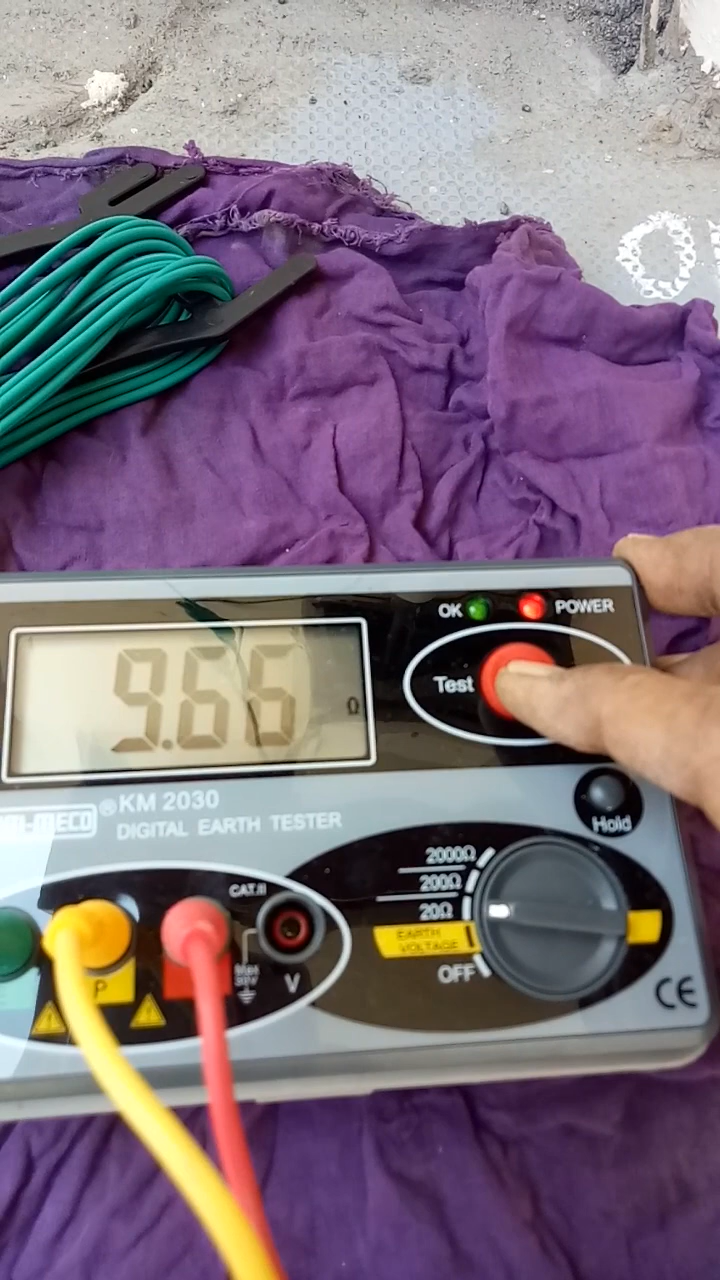 OK POWER
9.66 Ω
Test
® KM 2030
DIGITAL EARTH TESTER
Hold
CAT.II
2000Ω
200Ω
20Ω
EARTH
VOLTAGE
OFF
P
V
CE